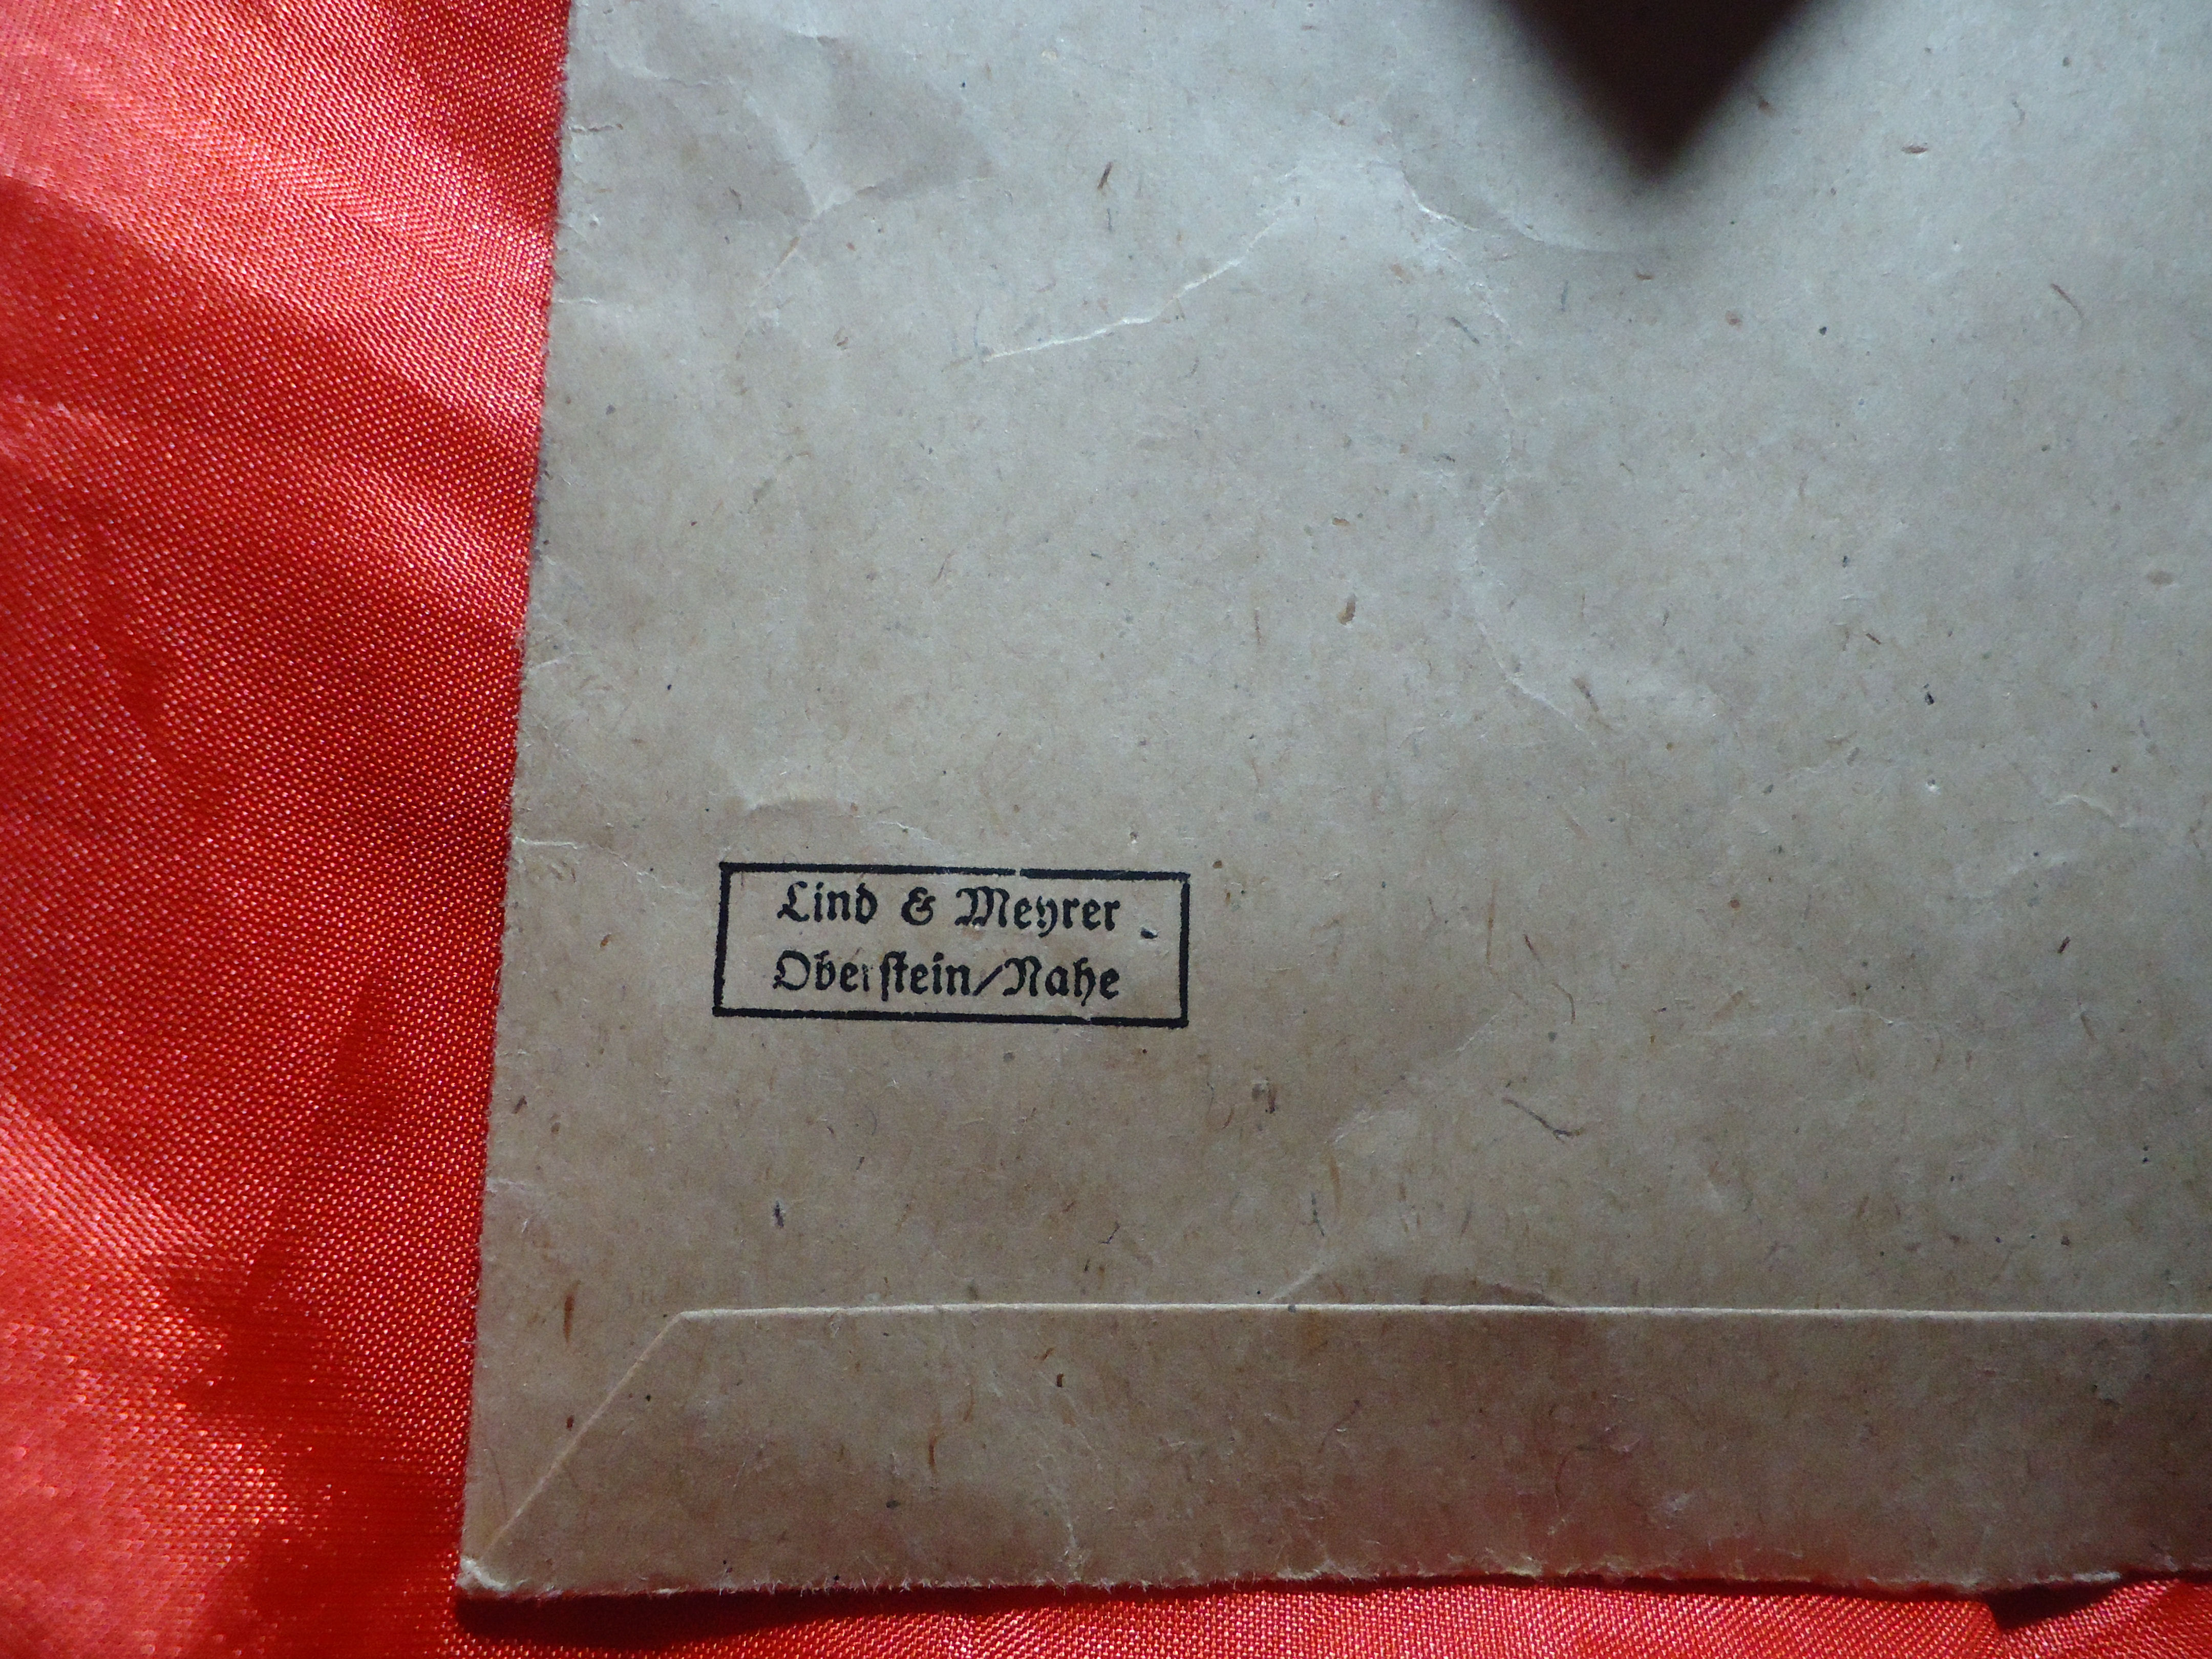 Lind & Meyrer
Oberstein/Nahe